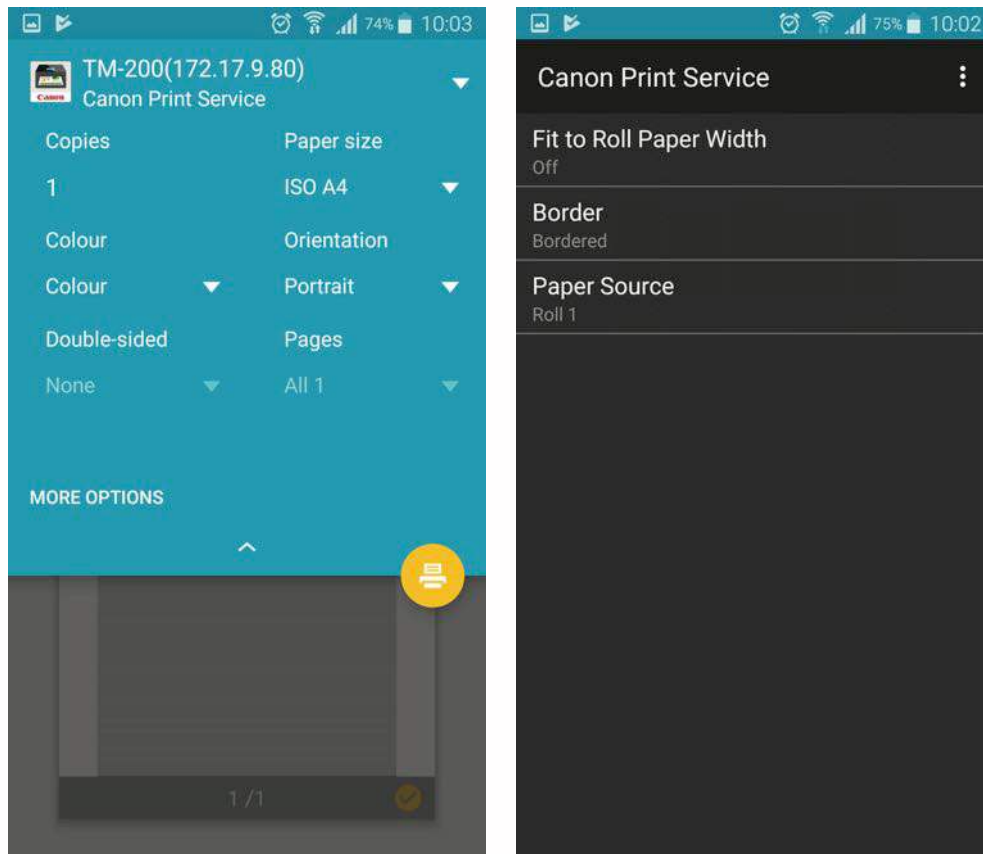 74% 10:03
TM-200(172.17.9.80)
Canon
Canon Print Service
Copies
Paper size
1
ISO A4
Colour
Orientation
Colour
Portrait
Double-sided
Pages
None
All 1
MORE OPTIONS
1 /1
75% 10:02
Canon Print Service
Fit to Roll Paper Width
Off
Border
Bordered
Paper Source
Roll 1